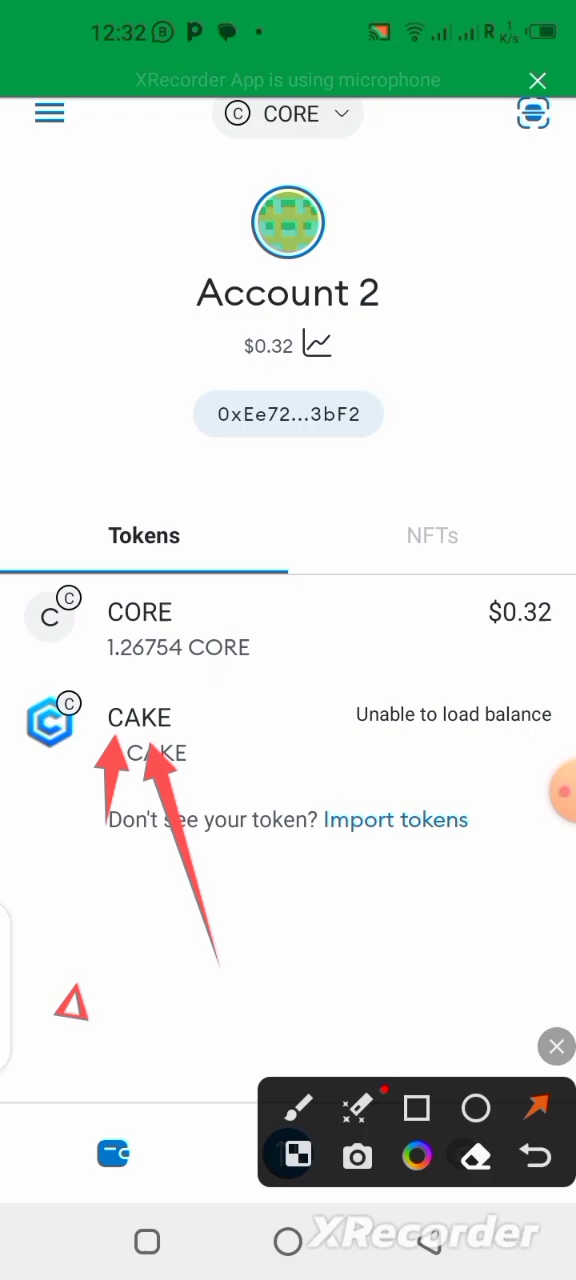 12:32 B P R 1 K/s
XRecorder App is using microphone
C CORE
Account 2
$0.32
0xEe72...3bF2
Tokens NFTs
C C CORE $0.32
1.26754 CORE
C C CAKE Unable to load balance
CAKE
Don't see your token? Import tokens
XRecorder